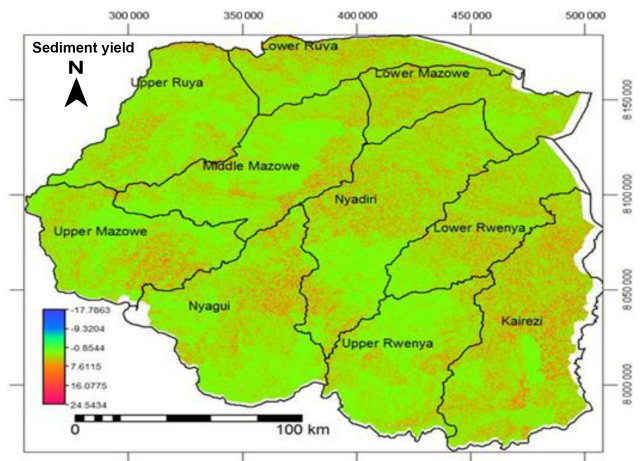 300 000 350 000 400 000 450 000 500 000
Sediment yield
N
Lower Ruya
Upper Ruya
Lower Mazowe
8 150 000
Middle Mazowe
Nyadiri
8 100 000
Upper Mazowe
Lower Rwenya
8 050 000
Nyagui
Kairezi
Upper Rwenya
8 000 000
-17.7863
-9.3204
-0.8544
7.6115
16.0775
24.5434
0 100 km